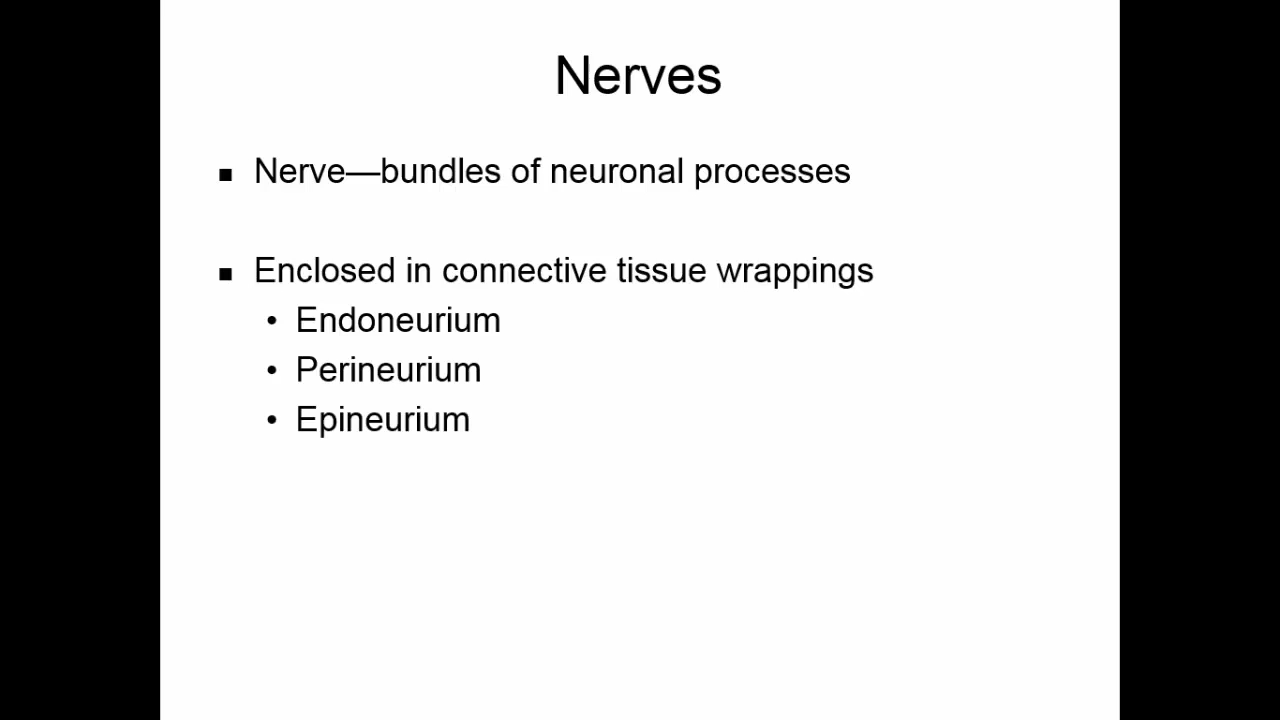 Nerves
▪ Nerve—bundles of neuronal processes
▪ Enclosed in connective tissue wrappings
• Endoneurium
• Perineurium
• Epineurium